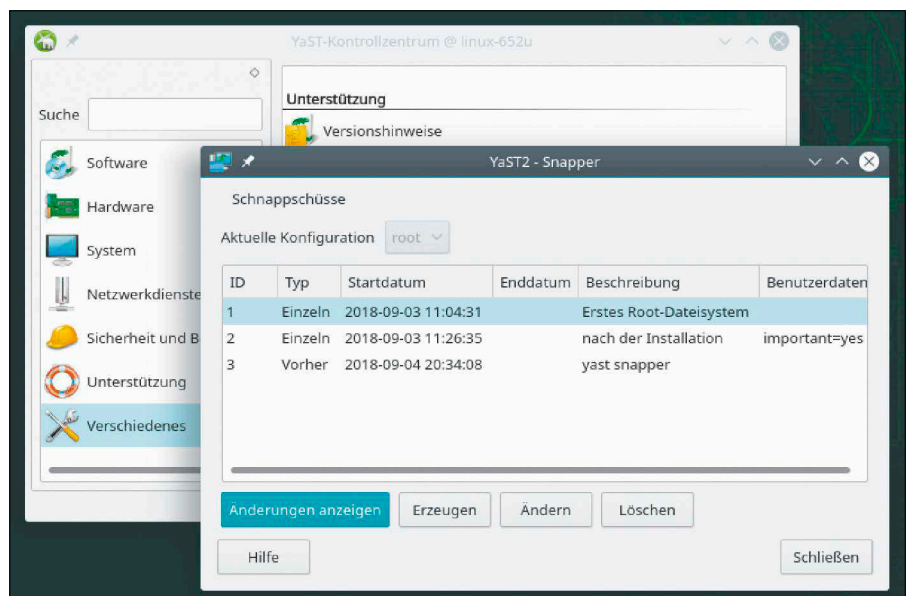 YaST-Kontrollzentrum @ linux-652u
Suche
Software
Hardware
System
Netzwerkdienste
Sicherheit und B
Unterstützung
Verschiedenes
Unterstützung
Versionshinweise
YaST2 - Snapper
Schnappschüsse
Aktuelle Konfiguration root
ID Typ Startdatum Enddatum Beschreibung Benutzerdaten
1 Einzeln 2018-09-03 11:04:31 Erstes Root-Dateisystem
2 Einzeln 2018-09-03 11:26:35 nach der Installation important=yes
3 Vorher 2018-09-04 20:34:08 yast snapper
Änderungen anzeigen Erzeugen Ändern Löschen
Hilfe Schließen